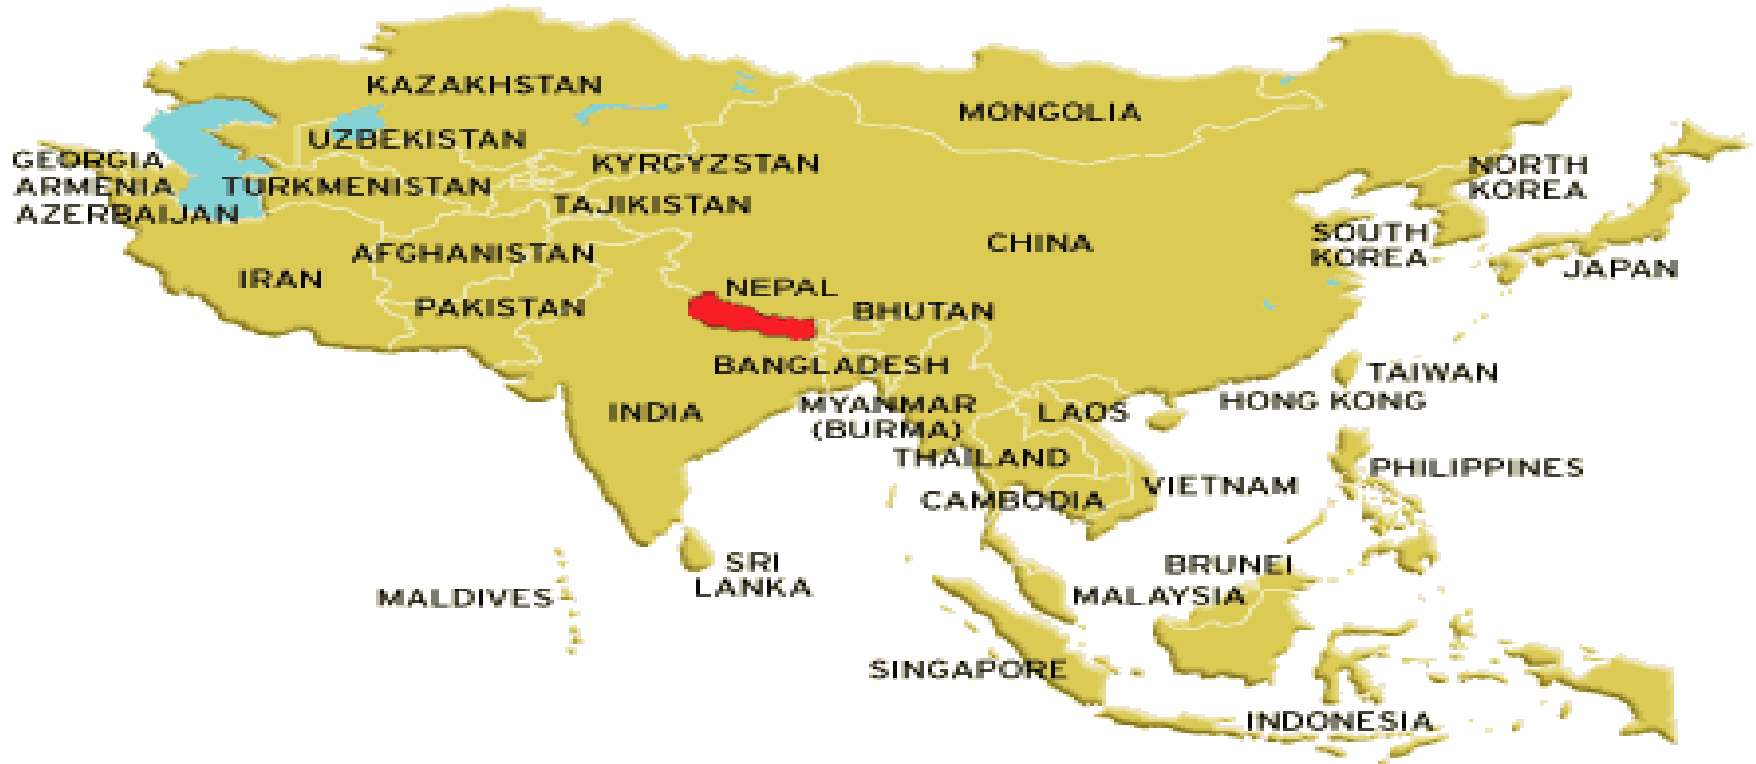 KAZAKHSTAN
MONGOLIA
UZBEKISTAN
GEORGIA
ARMENIA
AZERBAIJAN
KYRGYZSTAN
TURKMENISTAN
TAJIKISTAN
NORTH
KOREA
CHINA
SOUTH
KOREA
AFGHANISTAN
JAPAN
IRAN
NEPAL
PAKISTAN
BHUTAN
BANGLADESH
TAIWAN
HONG KONG
INDIA
MYANMAR
(BURMA)
LAOS
THAILAND
PHILIPPINES
VIETNAM
CAMBODIA
SRI
LANKA
BRUNEI
MALDIVES
MALAYSIA
SINGAPORE
INDONESIA